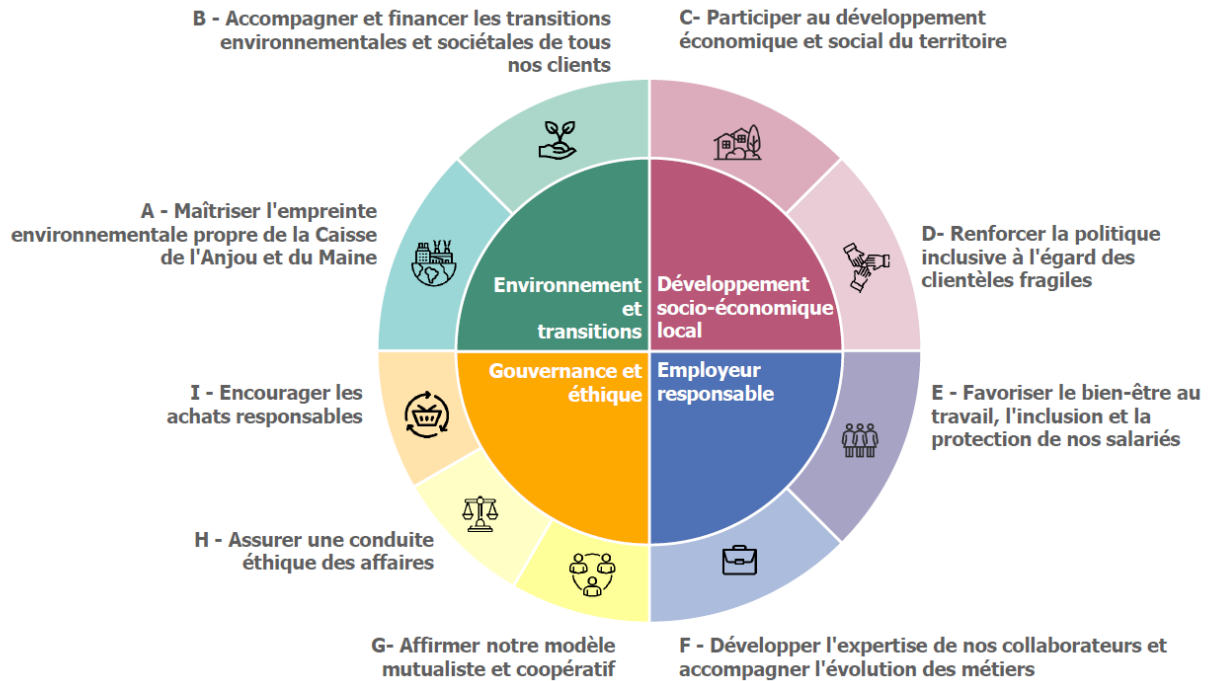 B - Accompagner et financer les transitions
environnementales et sociétales de tous
nos clients
C- Participer au développement
économique et social du territoire
A - Maîtriser l'empreinte
environnementale propre de la Caisse
de l'Anjou et du Maine
D- Renforcer la politique
inclusive à l'égard des
clientèles fragiles
Environnement
et
transitions
Développement
socio-économique
local
Gouvernance et
éthique
Employeur
responsable
I - Encourager les
achats responsables
E - Favoriser le bien-être au
travail, l'inclusion et la
protection de nos salariés
H - Assurer une conduite
éthique des affaires
G- Affirmer notre modèle
mutualiste et coopératif
F - Développer l'expertise de nos collaborateurs et
accompagner l'évolution des métiers